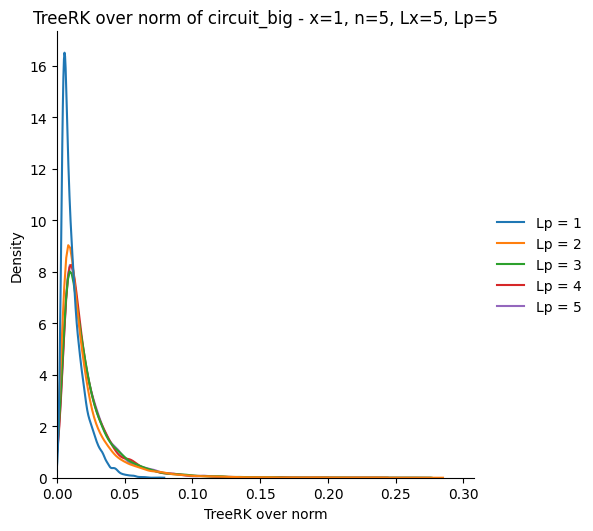 TreeRK over norm of circuit_big - x=1, n=5, Lx=5, Lp=5
16
14
12
10
8
6
4
2
0
Density
0.00 0.05 0.10 0.15 0.20 0.25 0.30
TreeRK over norm
Lp = 1
Lp = 2
Lp = 3
Lp = 4
Lp = 5